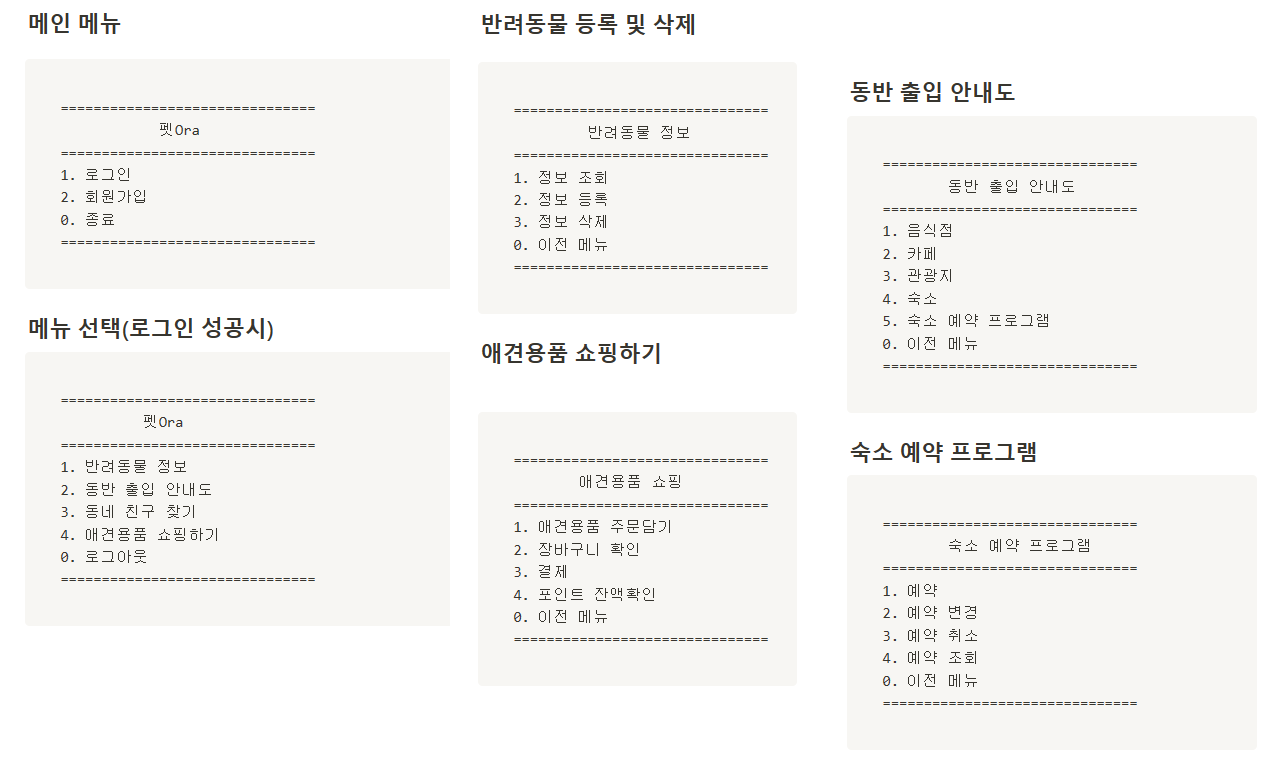 메인 메뉴
===============================
펫Ora
===============================
1. 로그인
2. 회원가입
0. 종료
===============================
메뉴 선택(로그인 성공시)
===============================
펫Ora
===============================
1. 반려동물 정보
2. 동반 출입 안내도
3. 동네 친구 찾기
4. 애견용품 쇼핑하기
0. 로그아웃
===============================
반려동물 등록 및 삭제
===============================
반려동물 정보
===============================
1. 정보 조회
2. 정보 등록
3. 정보 삭제
0. 이전 메뉴
===============================
애견용품 쇼핑하기
===============================
애견용품 쇼핑
===============================
1. 애견용품 주문담기
2. 장바구니 확인
3. 결제
4. 포인트 잔액확인
0. 이전 메뉴
===============================
동반 출입 안내도
===============================
동반 출입 안내도
===============================
1. 음식점
2. 카페
3. 관광지
4. 숙소
5. 숙소 예약 프로그램
0. 이전 메뉴
===============================
숙소 예약 프로그램
===============================
숙소 예약 프로그램
===============================
1. 예약
2. 예약 변경
3. 예약 취소
4. 예약 조회
0. 이전 메뉴
===============================